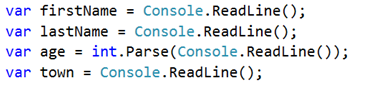 var firstName = Console.ReadLine();
var lastName = Console.ReadLine();
var age = int.Parse(Console.ReadLine());
var town = Console.ReadLine();